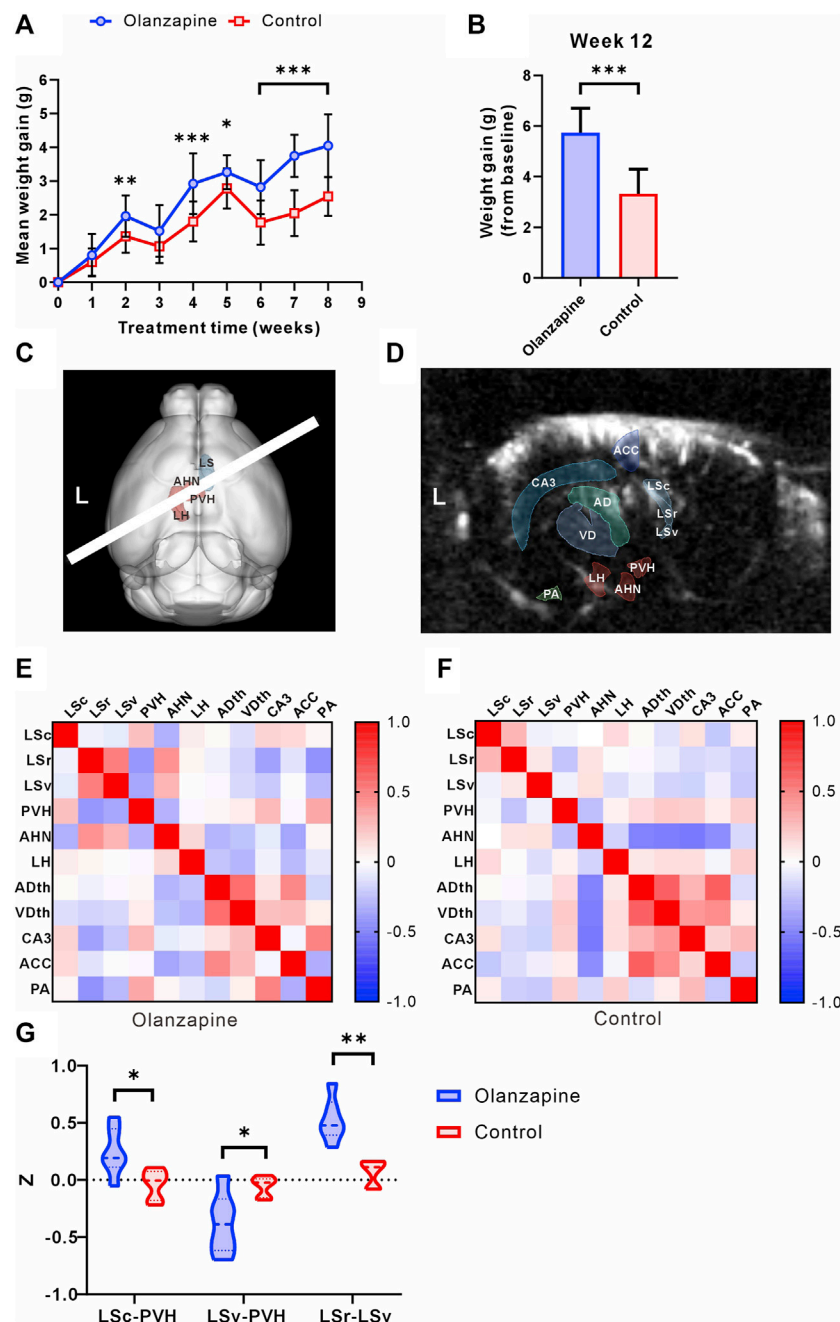 A
Olanzapine
Control
Mean weight gain (g)
6
5
4
3
2
1
0
**
***
*
***
0 1 2 3 4 5 6 7 8 9
Treatment time (weeks)
B
Week 12
***
Weight gain (g)
(from baseline)
8
6
4
2
0
Olanzapine
Control
C
L
LS
AHN
PVH
LH
D
L
ACC
CA3
LSc
AD
LSr
VD
LSv
PVH
LH
AHN
PA
E
LSc LSr LSv PVH AHN LH ADth VDth CA3 ACC PA
LSc
LSr
LSv
PVH
AHN
LH
ADth
VDth
CA3
ACC
PA
1.0
0.5
0
-0.5
-1.0
Olanzapine
F
LSc LSr LSv PVH AHN LH ADth VDth CA3 ACC PA
LSc
LSr
LSv
PVH
AHN
LH
ADth
VDth
CA3
ACC
PA
1.0
0.5
0
-0.5
-1.0
Control
G
Z
1.0
0.5
0.0
-0.5
-1.0
*
*
**
LSc-PVH
LSv-PVH
LSr-LSv
Olanzapine
Control